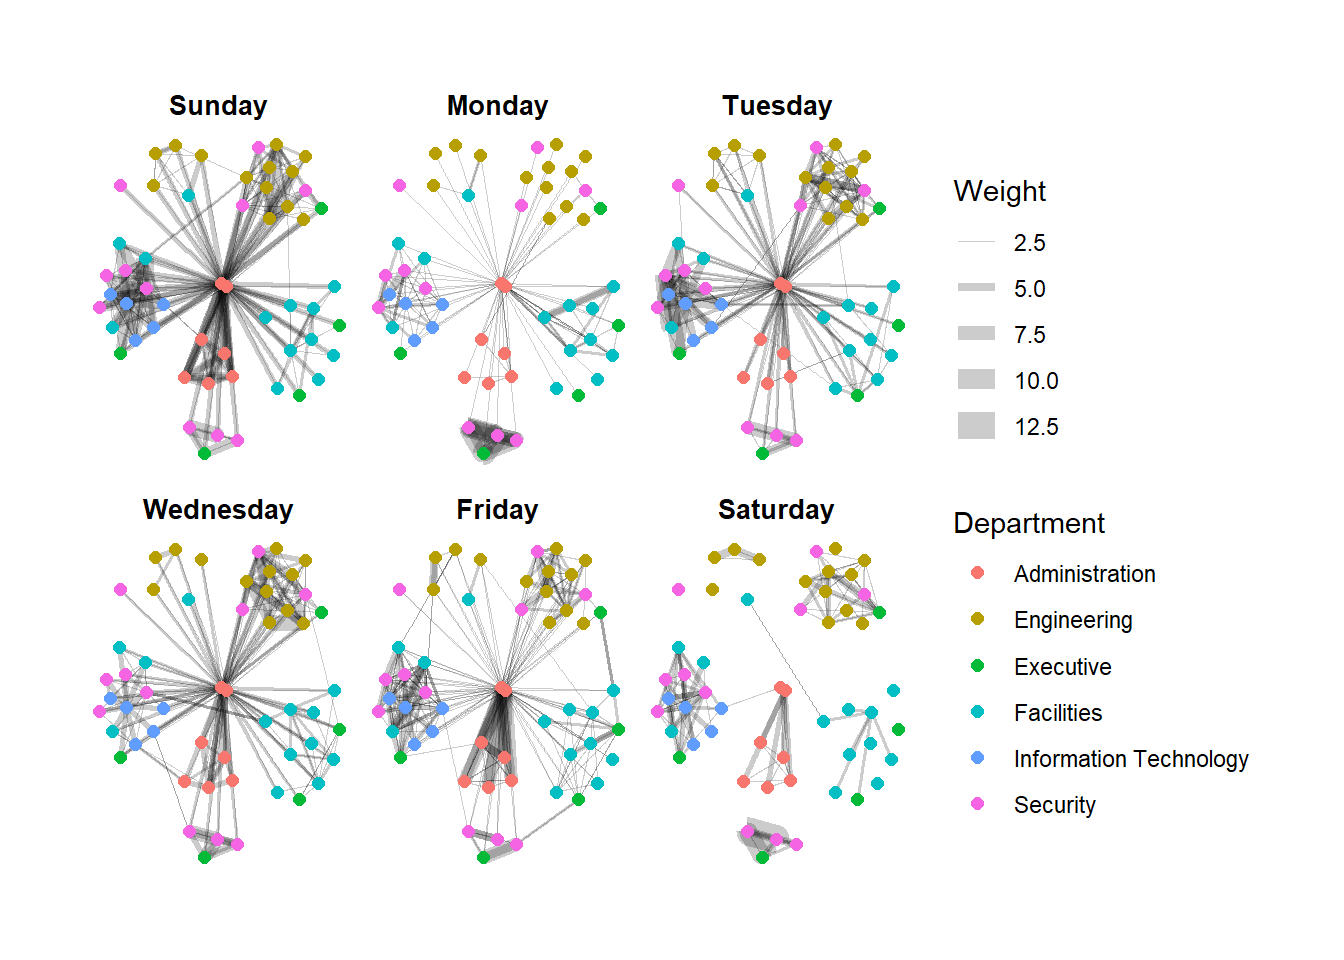 Sunday
Monday
Tuesday
Wednesday
Friday
Saturday
Weight
2.5
5.0
7.5
10.0
12.5
Department
Administration
Engineering
Executive
Facilities
Information Technology
Security